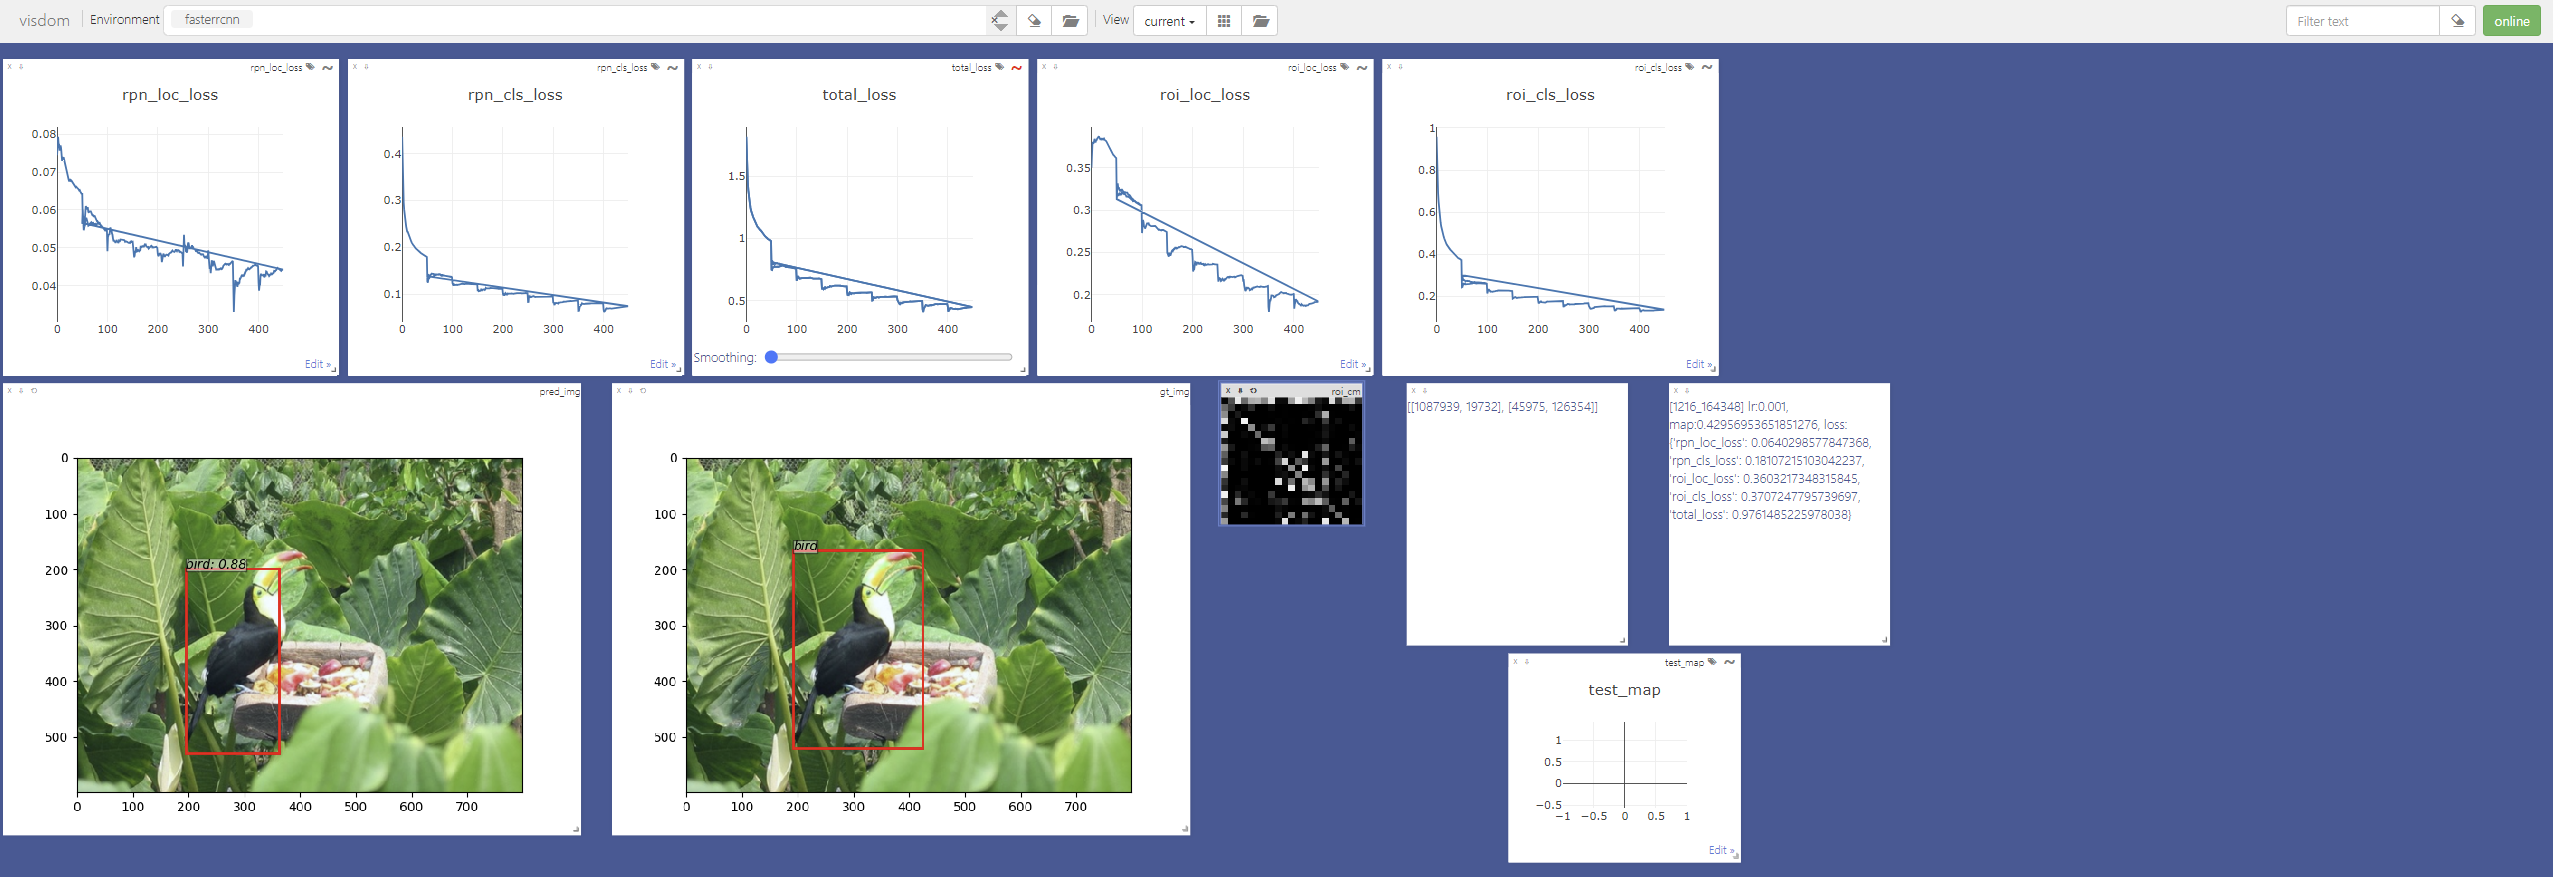 visdom Environment fasterrcnn View current Filter text online
rpn_loc_loss
rpn_loc_loss
0.08
0.07
0.06
0.05
0.04
0 100 200 300 400
Edit »
rpn_cls_loss
rpn_cls_loss
0.4
0.3
0.2
0.1
0 100 200 300 400
Edit »
total_loss
total_loss
1.5
1
0.5
0 100 200 300 400
Smoothing:
roi_loc_loss
roi_loc_loss
0.35
0.3
0.25
0.2
0 100 200 300 400
Edit »
roi_cls_loss
roi_cls_loss
1
0.8
0.6
0.4
0.2
0 100 200 300 400
Edit »
pred_img
0
100
200
300
400
500
bird: 0.88
0 100 200 300 400 500 600 700
gt_img
0
100
200
300
400
500
bird
0 100 200 300 400 500 600 700
roi_cm
[[1087939, 19732], [45975, 126354]]
[1216_164348] lr:0.001,
map:0.42956953651851276, loss:
{'rpn_loc_loss': 0.0640298577847368,
'rpn_cls_loss': 0.18107215103042237,
'roi_loc_loss': 0.3603217348315845,
'roi_cls_loss': 0.3707247795739697,
'total_loss': 0.9761485225978038}
test_map
test_map
1
0.5
0
−0.5
−1 −0.5 0 0.5 1
Edit »